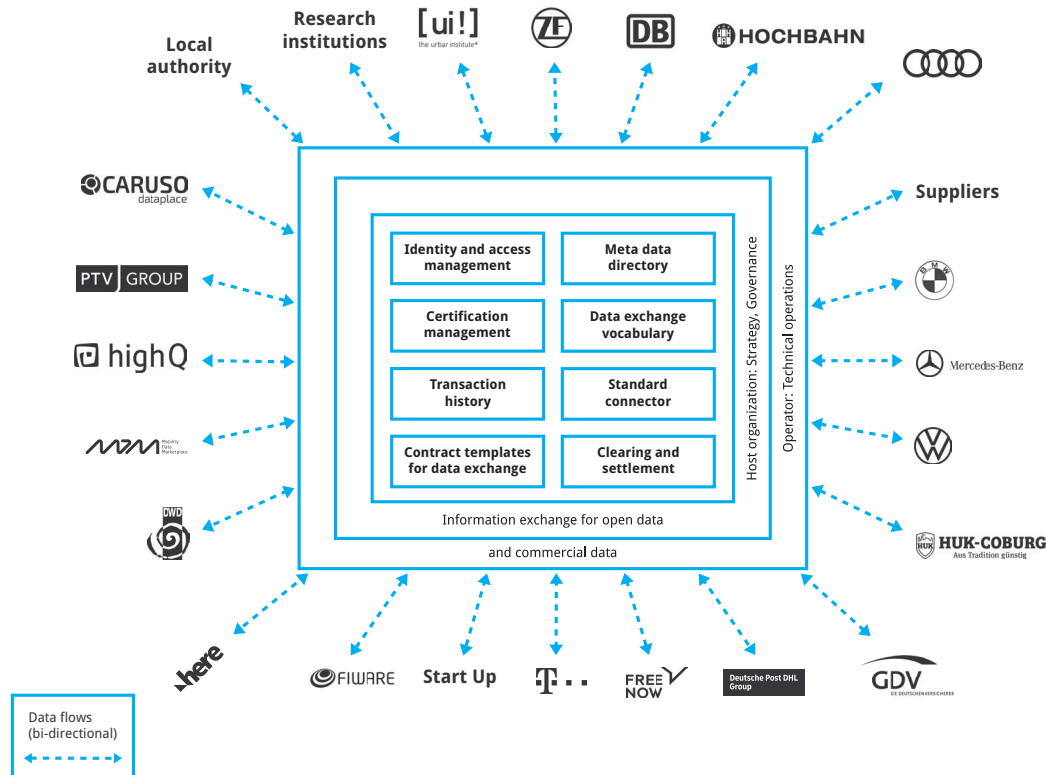 Local
authority
Research
institutions
[ui!]
the urban institute®
ZF
DB
HOCHBAHN
CARUSO
dataplace
Suppliers
PTV GROUP
BMW
highQ
Mercedes-Benz
MDM
Mobility
Data
Marketplace
VW
DWD
HUK
HUK-COBURG
Aus Tradition günstig
Identity and access
management
Meta data
directory
Certification
management
Data exchange
vocabulary
Transaction
history
Standard
connector
Contract templates
for data exchange
Clearing and
settlement
Host organization: Strategy, Governance
Operator: Technical operations
Information exchange for open data
and commercial data
here
FIWARE
Start Up
T
FREE
NOW
Deutsche Post DHL
Group
GDV
DIE DEUTSCHEN VERSICHERER
Data flows
(bi-directional)